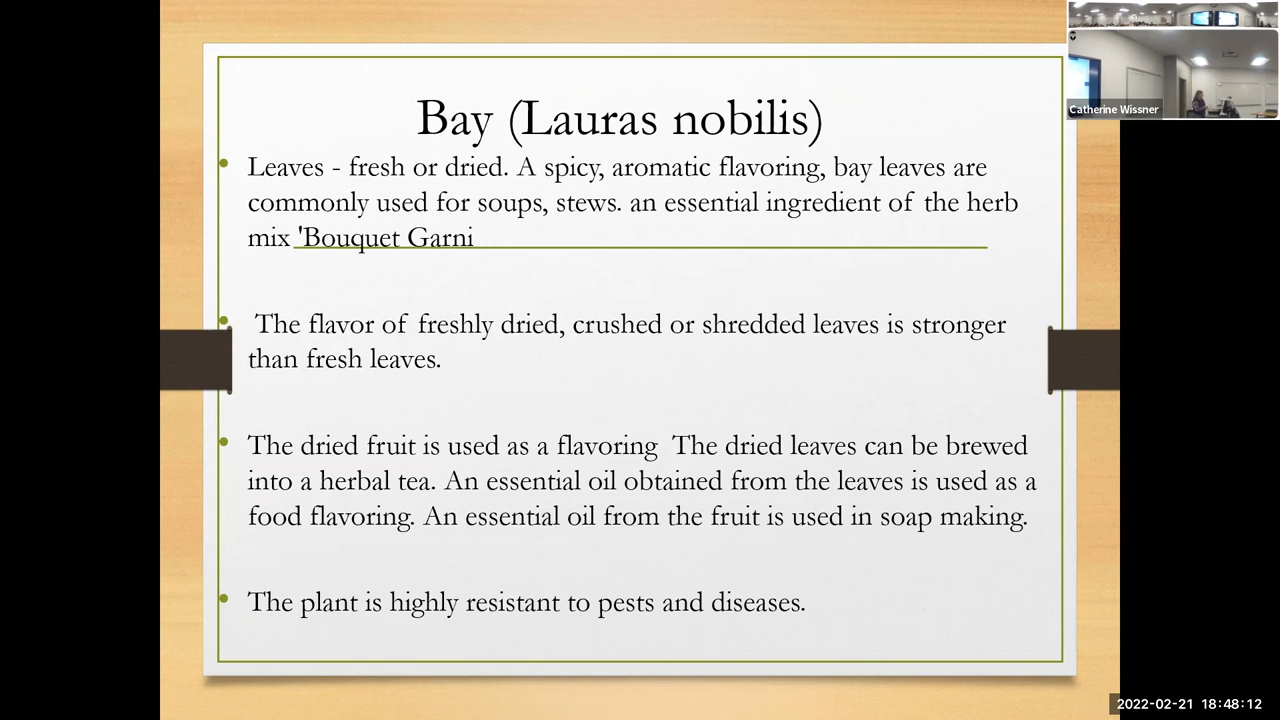 Bay (Lauras nobilis)
Leaves - fresh or dried. A spicy, aromatic flavoring, bay leaves are
commonly used for soups, stews. an essential ingredient of the herb
mix 'Bouquet Garni
The flavor of freshly dried, crushed or shredded leaves is stronger
than fresh leaves.
The dried fruit is used as a flavoring  The dried leaves can be brewed
into a herbal tea. An essential oil obtained from the leaves is used as a
food flavoring. An essential oil from the fruit is used in soap making.
The plant is highly resistant to pests and diseases.
Catherine Wissner
2022-02-21 18:48:12